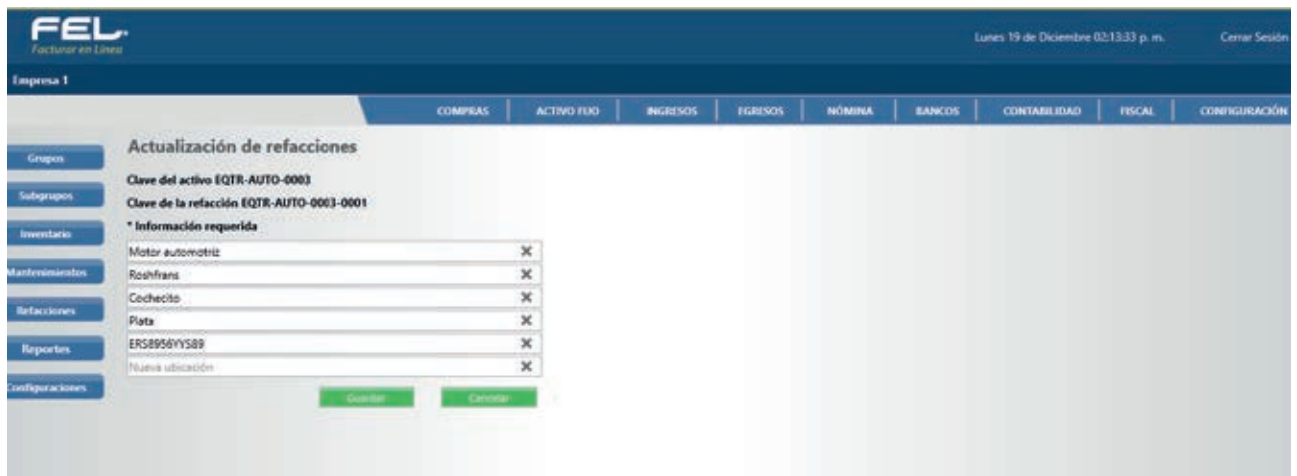 FEL
Facturar en Línea
Lunes 19 de Diciembre 02:13:33 p. m.
Cerrar Sesión
Empresa 1
COMPRAS
ACTIVO FIJO
INGRESOS
EGRESOS
NÓMINA
BANCOS
CONTABILIDAD
FISCAL
CONFIGURACIÓN
Grupos
Subgrupos
Inventario
Mantenimientos
Refacciones
Reportes
Configuraciones
Actualización de refacciones
Clave del activo EQTR-AUTO-0003
Clave de la refacción EQTR-AUTO-0003-0001
* Información requerida
Motor automotriz
Roshfrans
Cochecito
Plata
ERS8956YYS89
Nueva ubicación
Guardar
Cancelar